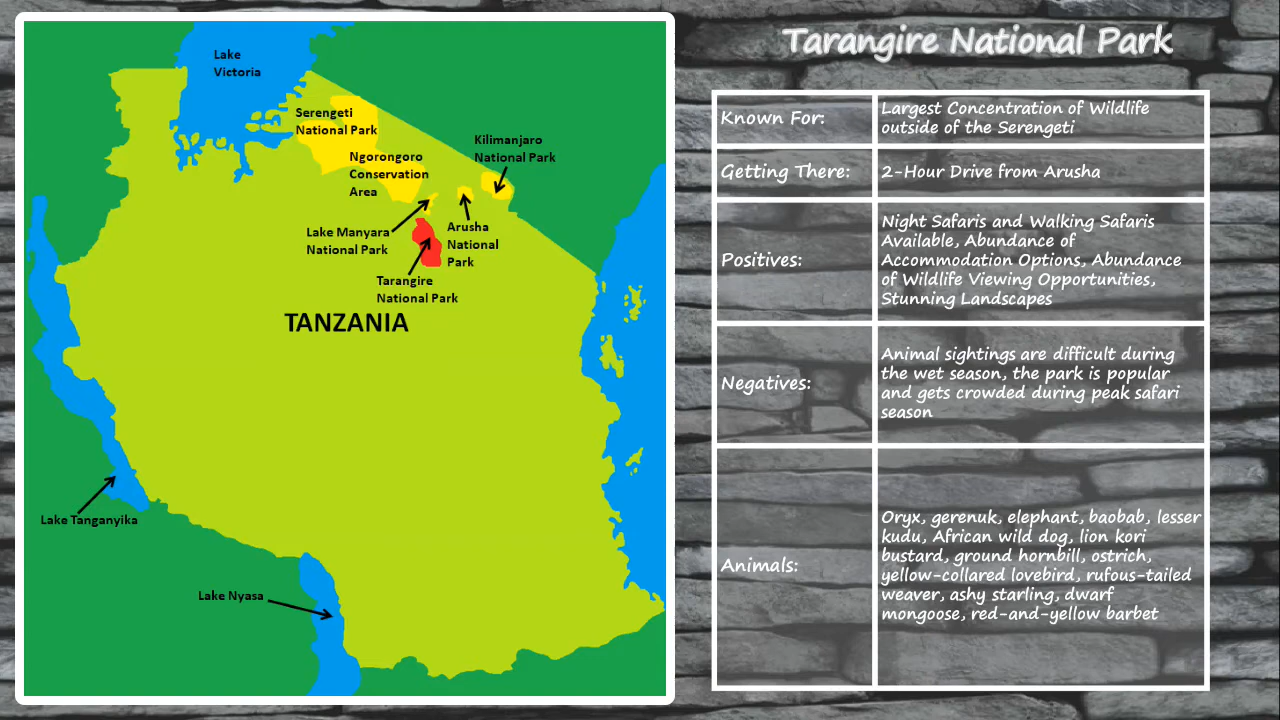 Tarangire National Park
Lake
Victoria
Serengeti
National Park
Ngorongoro
Conservation
Area
Kilimanjaro
National Park
Lake Manyara
National Park
Arusha
National
Park
Tarangire
National Park
TANZANIA
Lake Tanganyika
Lake Nyasa
Known For:
Largest Concentration of Wildlife
outside of the Serengeti
Getting There:
2-Hour Drive from Arusha
Positives:
Night Safaris and Walking Safaris
Available, Abundance of
Accommodation Options, Abundance
of Wildlife Viewing Opportunities,
Stunning Landscapes
Negatives:
Animal sightings are difficult during
the wet season, the park is popular
and gets crowded during peak safari
season
Animals:
Oryx, gerenuk, elephant, baobab, lesser
kudu, African wild dog, lion kori
bustard, ground hornbill, ostrich,
yellow-collared lovebird, rufous-tailed
weaver, ashy starling, dwarf
mongoose, red-and-yellow barbet